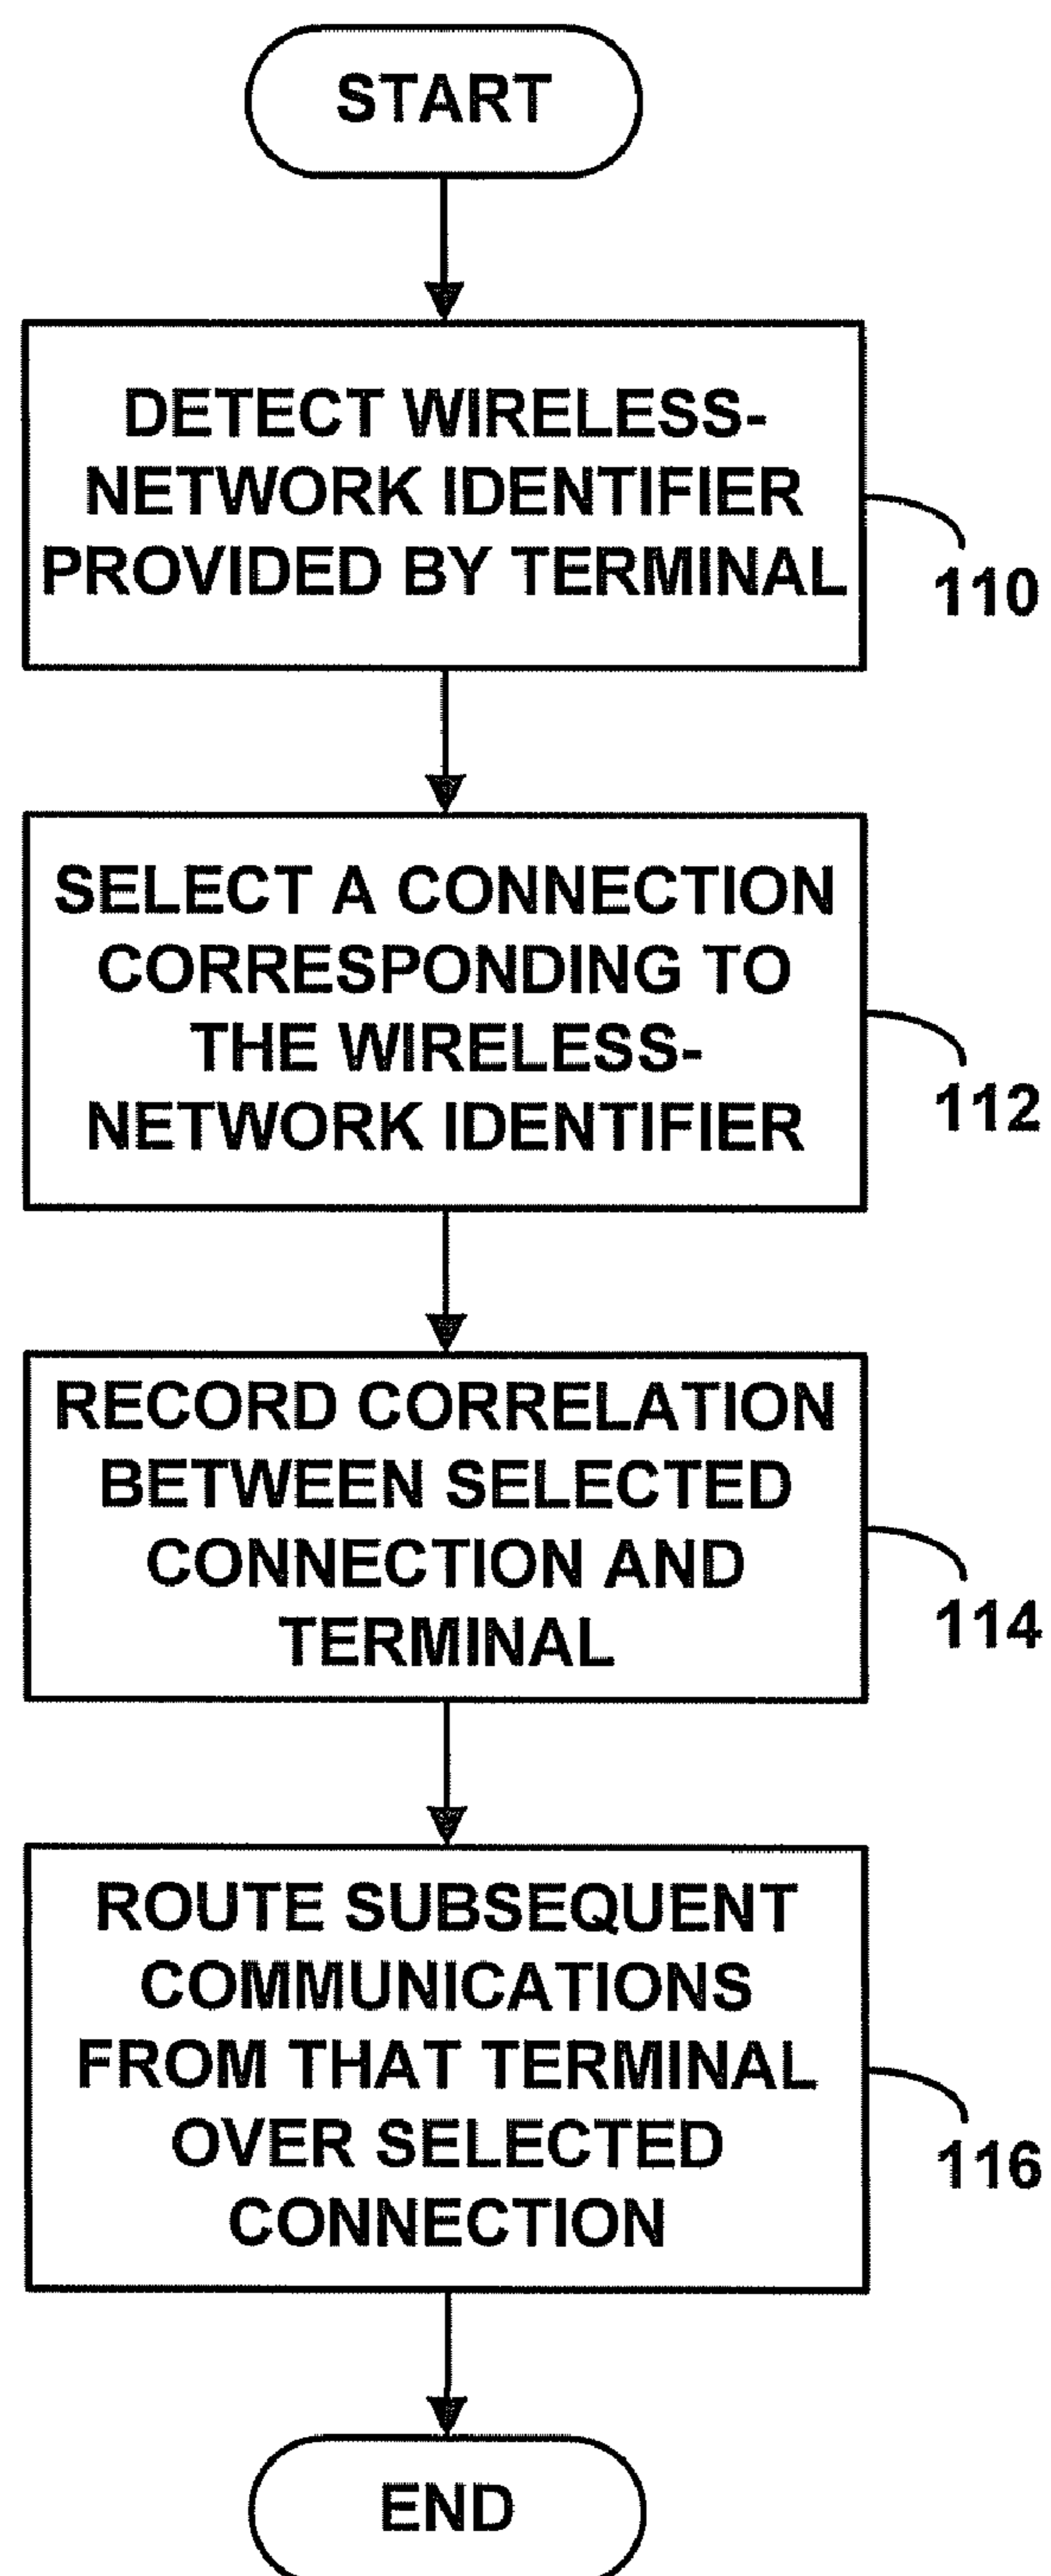 START
DETECT WIRELESS-
NETWORK IDENTIFIER
PROVIDED BY TERMINAL
110
SELECT A CONNECTION
CORRESPONDING TO
THE WIRELESS-
NETWORK IDENTIFIER
112
RECORD CORRELATION
BETWEEN SELECTED
CONNECTION AND
TERMINAL
114
ROUTE SUBSEQUENT
COMMUNICATIONS
FROM THAT TERMINAL
OVER SELECTED
CONNECTION
116
END